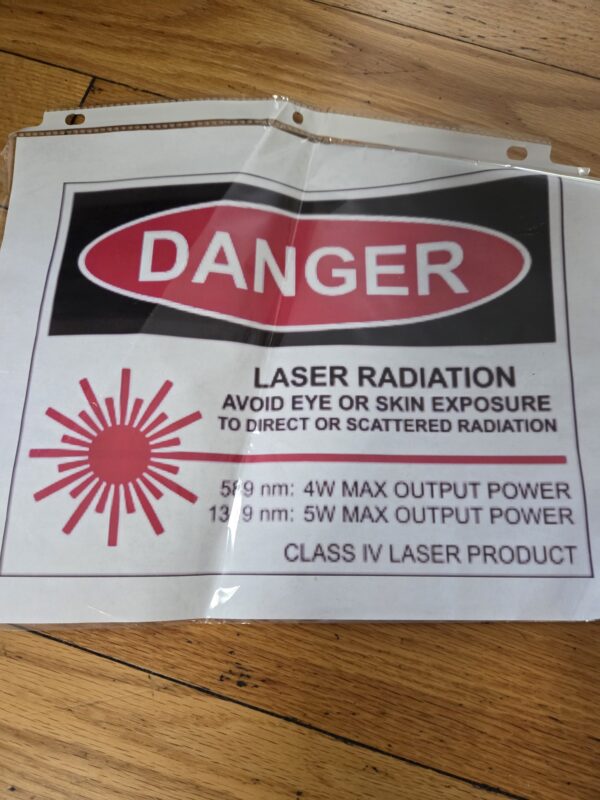 DANGER
LASER RADIATION
AVOID EYE OR SKIN EXPOSURE
TO DIRECT OR SCATTERED RADIATION
589 nm: 4W MAX OUTPUT POWER
nm: 5W MAX OUTPUT POWER
CLASS IV LASER PRODUCT